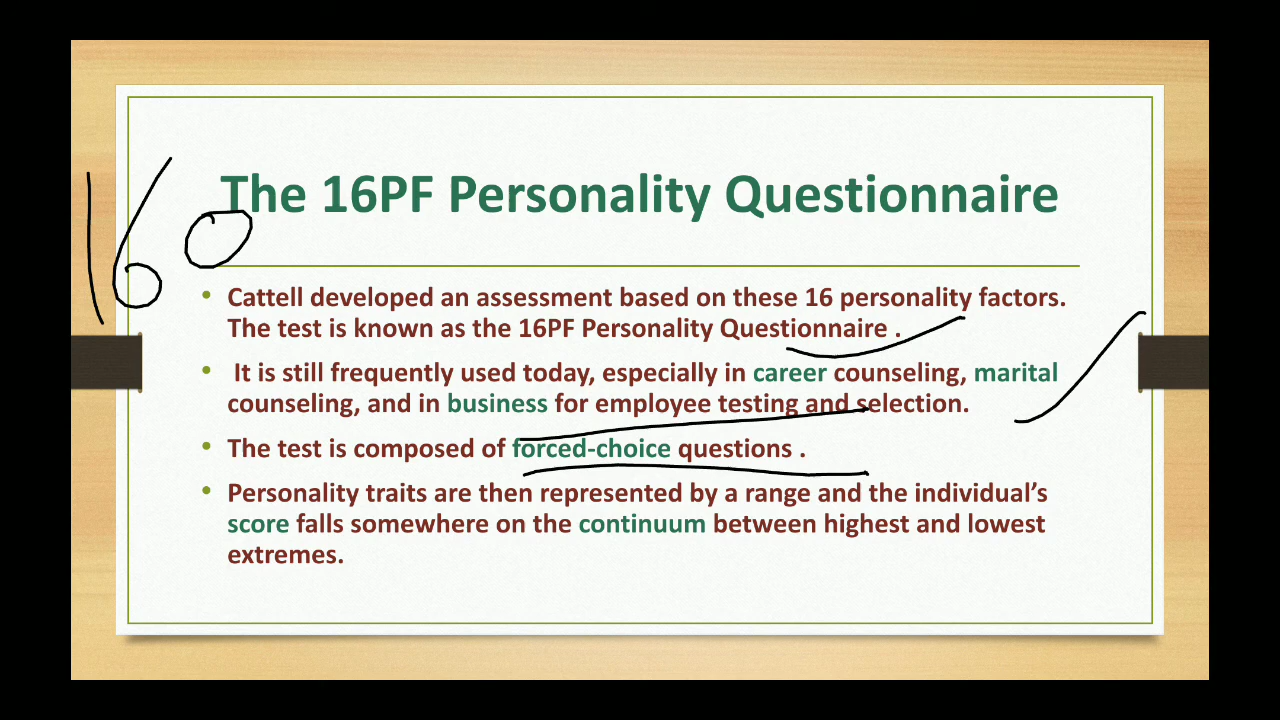 The 16PF Personality Questionnaire
160
• Cattell developed an assessment based on these 16 personality factors.
The test is known as the 16PF Personality Questionnaire .
• It is still frequently used today, especially in career counseling, marital
counseling, and in business for employee testing and selection.
• The test is composed of forced-choice questions .
• Personality traits are then represented by a range and the individual’s
score falls somewhere on the continuum between highest and lowest
extremes.